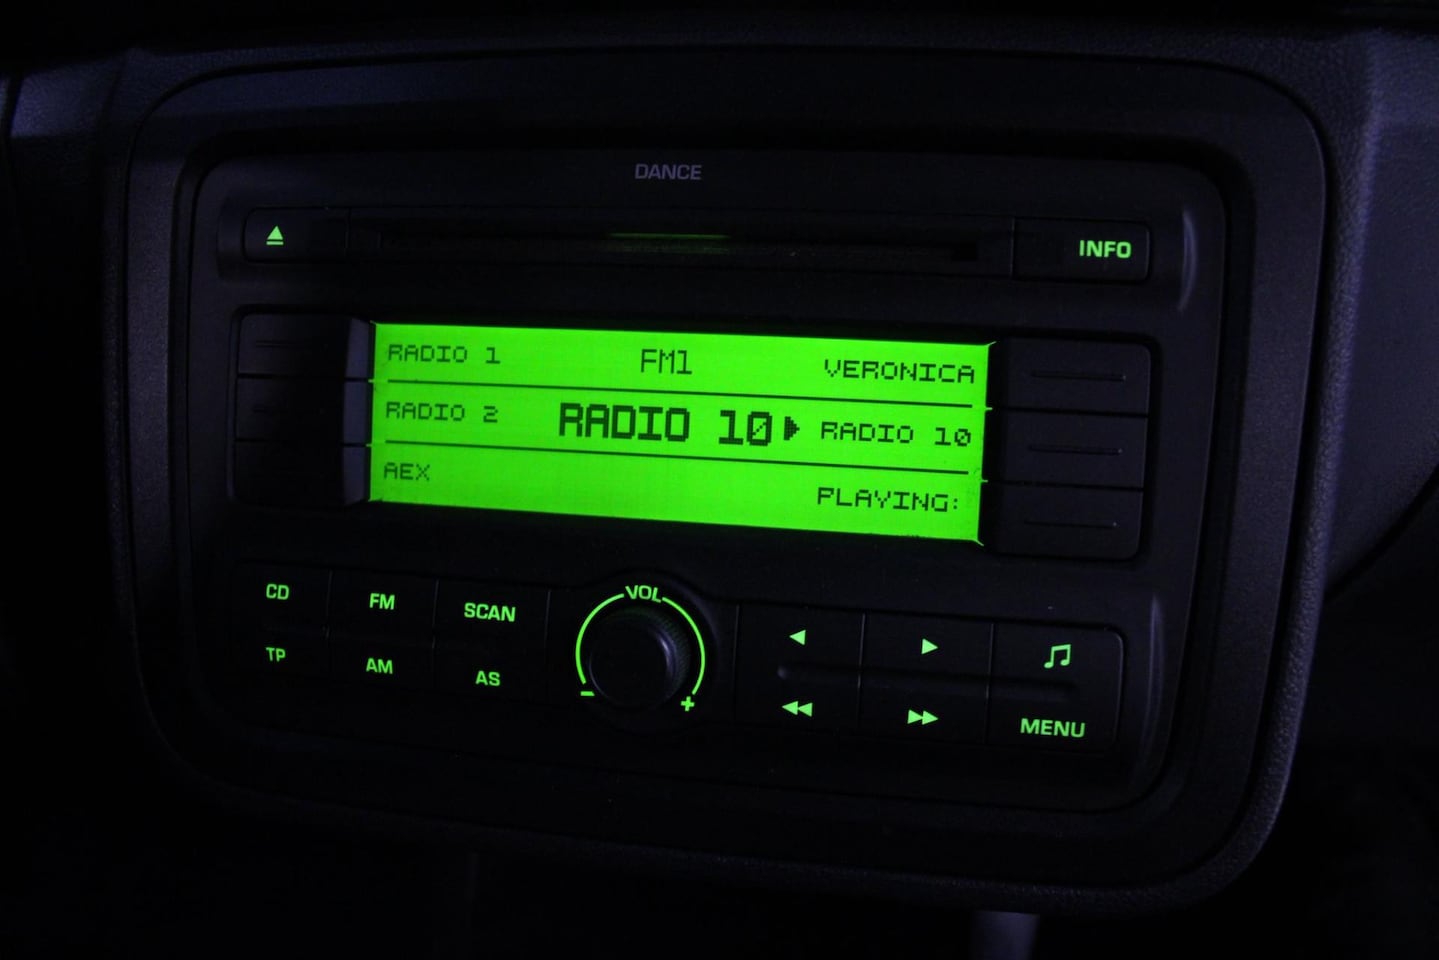 DANCE
INFO
RADIO 1 FM1 VERONICA
RADIO 2 RADIO 10 RADIO 10
AEX PLAYING:
CD FM SCAN VOL
TP AM AS - +
MENU